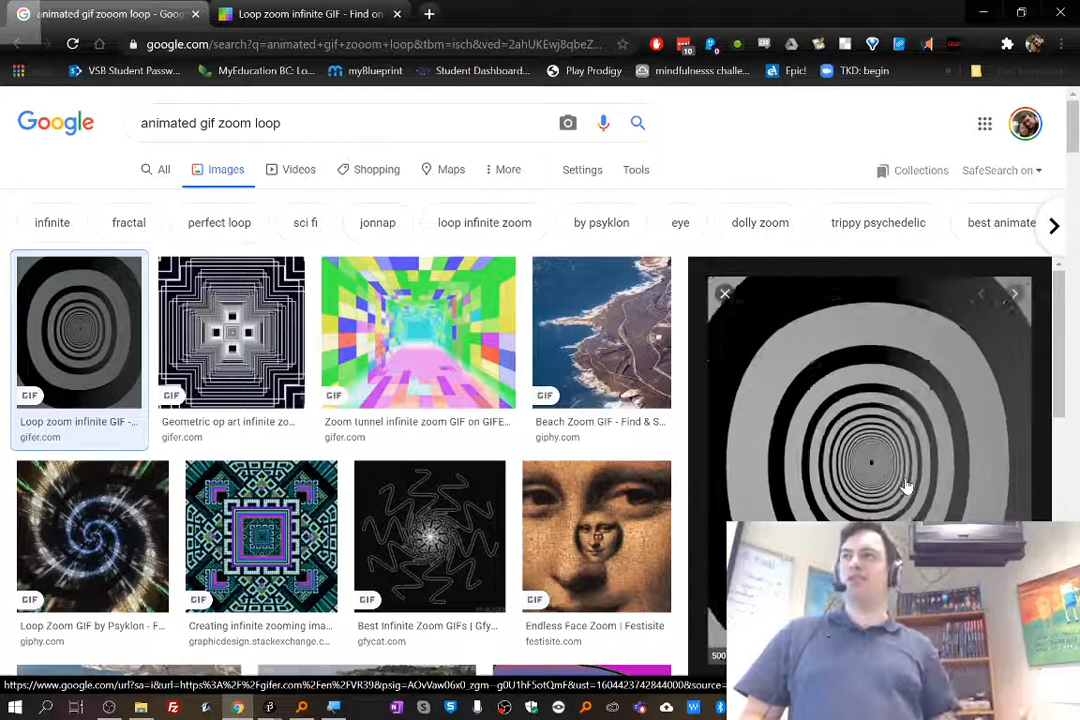 animated gif zooom loop - Goog
Loop zoom infinite GIF - Find on
google.com/search?q=animated+gif+zooom+loop&tbm=isch&ved=2ahUKEwj8qbeZ...
10
VSB Student Passw...
MyEducation BC: Lo...
myBlueprint
Student Dashboard...
Play Prodigy
mindfulnesss challe...
Epic!
TKD: begin
Google
animated gif zoom loop
All
Images
Videos
Shopping
Maps
More
Settings
Tools
Collections
SafeSearch on
infinite
fractal
perfect loop
sci fi
jonnap
loop infinite zoom
by psyklon
eye
dolly zoom
trippy psychedelic
best animate
GIF
GIF
GIF
GIF
Loop zoom infinite GIF -...
gifer.com
Geometric op art infinite zo...
gifer.com
Zoom tunnel infinite zoom GIF on GIFE...
gifer.com
Beach Zoom GIF - Find & S...
giphy.com
GIF
GIF
GIF
GIF
Loop Zoom GIF by Psyklon - F...
giphy.com
Creating infinite zooming ima...
graphicdesign.stackexchange.c...
Best Infinite Zoom GIFs | Gfy...
gfycat.com
Endless Face Zoom | Festisite
festisite.com